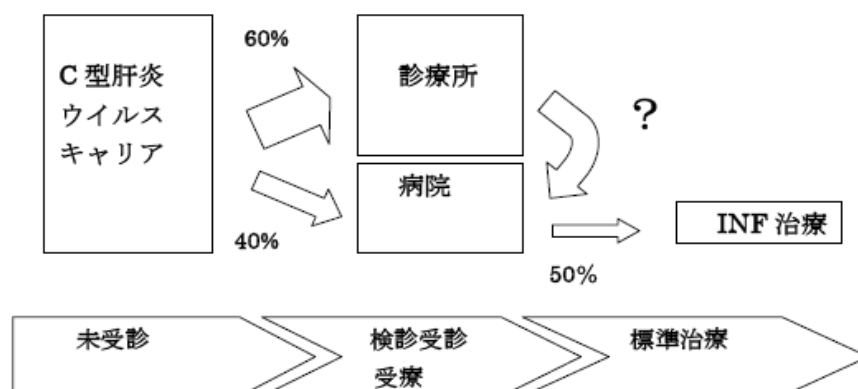 C 型肝炎
ウイルス
キャリア
60%
40%
診療所
病院
？
50%
INF 治療
未受診
検診受診
受療
標準治療